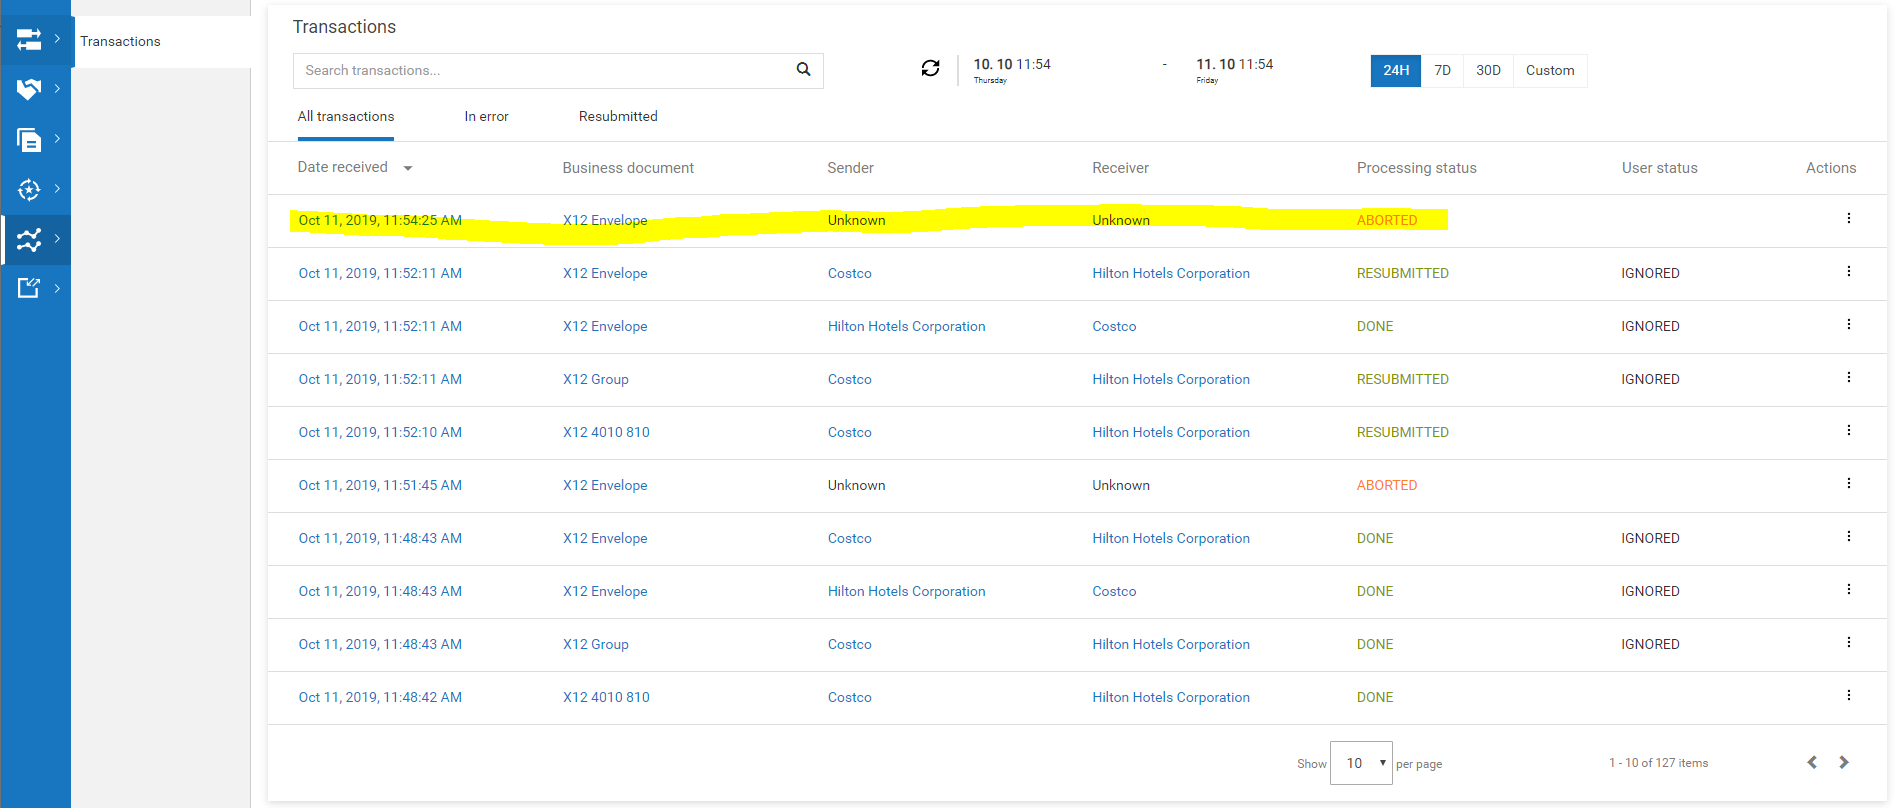 Transactions
Transactions
Search transactions...
10. 10 11:54
Thursday
-
11. 10 11:54
Friday
24H 7D 30D Custom
All transactions In error Resubmitted
Date received Business document Sender Receiver Processing status User status Actions
Oct 11, 2019, 11:54:25 AM X12 Envelope Unknown Unknown ABORTED
Oct 11, 2019, 11:52:11 AM X12 Envelope Costco Hilton Hotels Corporation RESUBMITTED IGNORED
Oct 11, 2019, 11:52:11 AM X12 Envelope Hilton Hotels Corporation Costco DONE IGNORED
Oct 11, 2019, 11:52:11 AM X12 Group Costco Hilton Hotels Corporation RESUBMITTED IGNORED
Oct 11, 2019, 11:52:10 AM X12 4010 810 Costco Hilton Hotels Corporation RESUBMITTED
Oct 11, 2019, 11:51:45 AM X12 Envelope Unknown Unknown ABORTED
Oct 11, 2019, 11:48:43 AM X12 Envelope Costco Hilton Hotels Corporation DONE IGNORED
Oct 11, 2019, 11:48:43 AM X12 Envelope Hilton Hotels Corporation Costco DONE IGNORED
Oct 11, 2019, 11:48:43 AM X12 Group Costco Hilton Hotels Corporation DONE IGNORED
Oct 11, 2019, 11:48:42 AM X12 4010 810 Costco Hilton Hotels Corporation DONE
Show 10 per page 1 - 10 of 127 items